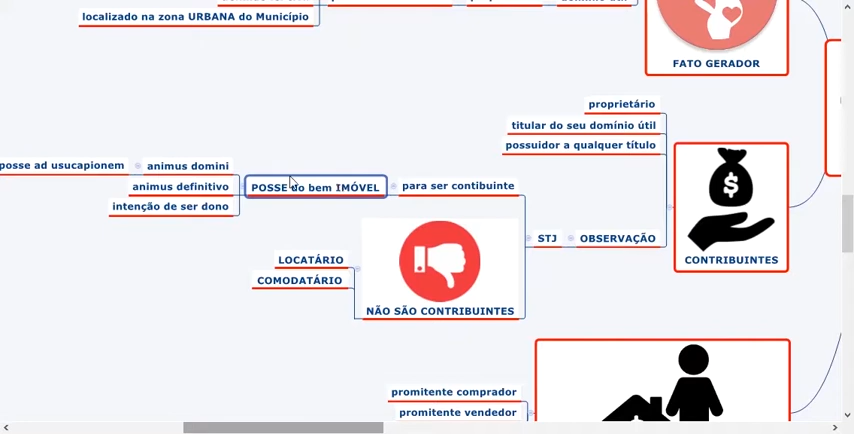 localizado na zona URBANA do Município
FATO GERADOR
proprietário
titular do seu domínio útil
possuidor a qualquer título
posse ad usucapionem
animus domini
animus definitivo
intenção de ser dono
POSSE do bem IMÓVEL
para ser contibuinte
STJ
OBSERVAÇÃO
CONTRIBUINTES
LOCATÁRIO
COMODATÁRIO
NÃO SÃO CONTRIBUINTES
promitente comprador
promitente vendedor